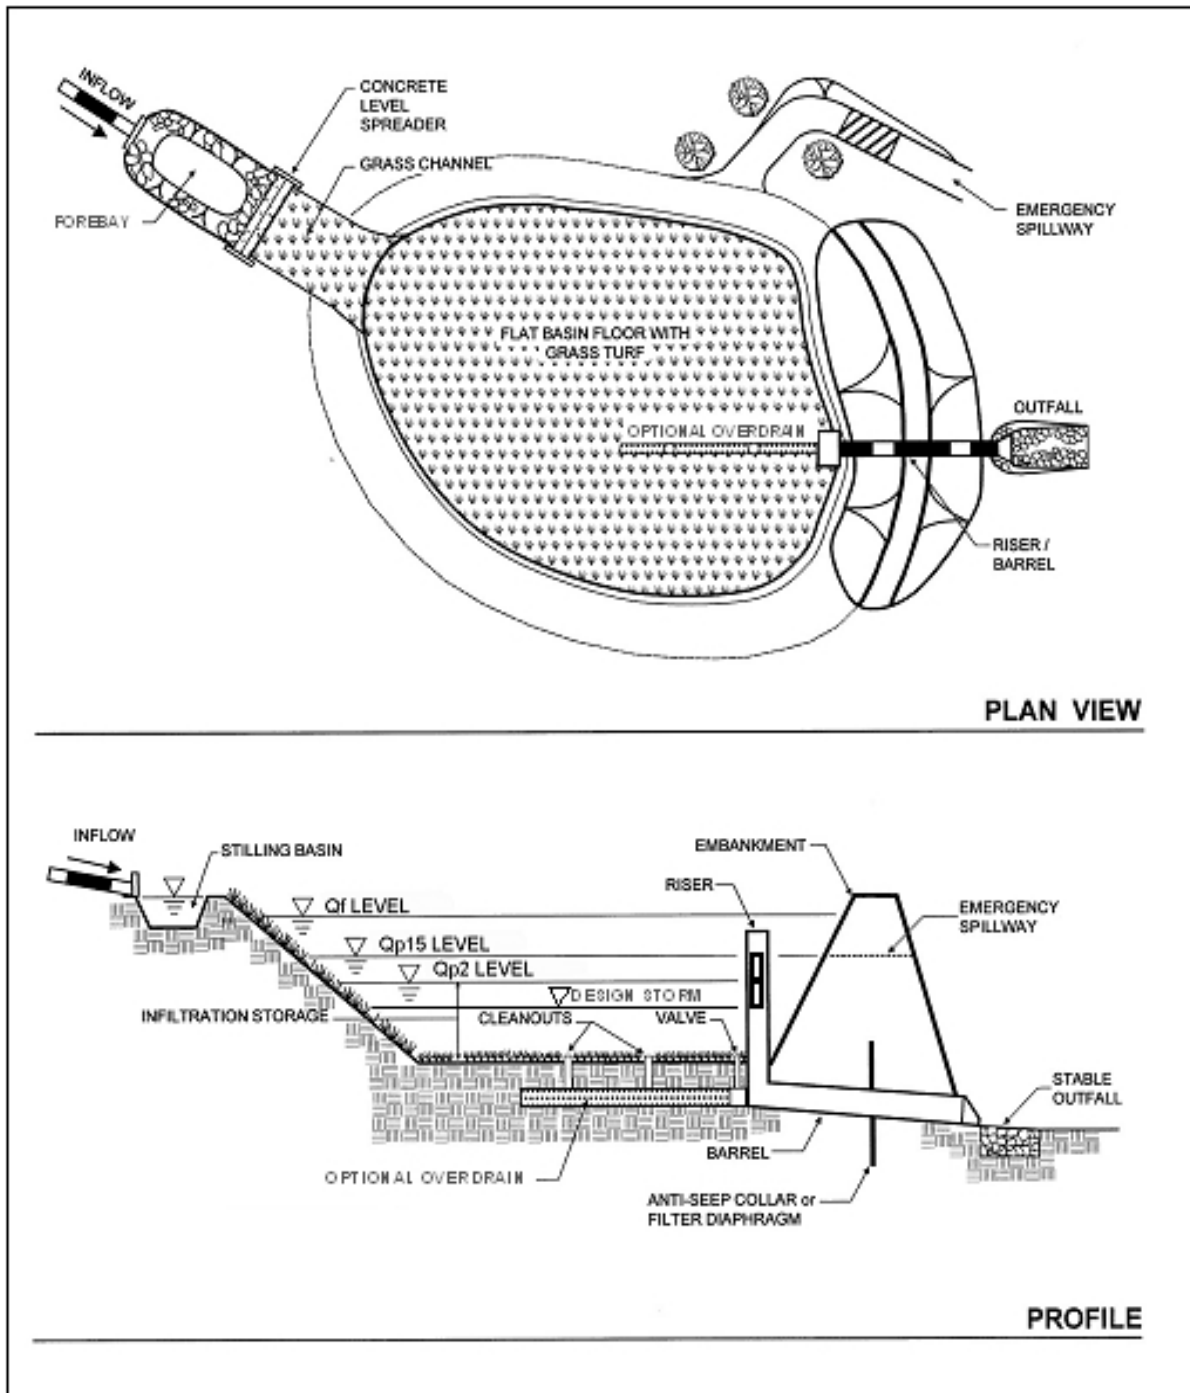 INFLOW
CONCRETE
LEVEL
SPREADER
GRASS CHANNEL
FOREBAY
EMERGENCY
SPILLWAY
FLAT BASIN FLOOR WITH
GRASS TURF
OPTIONAL OVERDRAIN
OUTFALL
RISER /
BARREL
PLAN VIEW
INFLOW
STILLING BASIN
EMBANKMENT
RISER
Qf LEVEL
EMERGENCY
SPILLWAY
Qp15 LEVEL
Qp2 LEVEL
DESIGN STORM
INFILTRATION STORAGE
CLEANOUTS
VALVE
STABLE
OUTFALL
BARREL
OPTIONAL OVERDRAIN
ANTI-SEEP COLLAR or
FILTER DIAPHRAGM
PROFILE